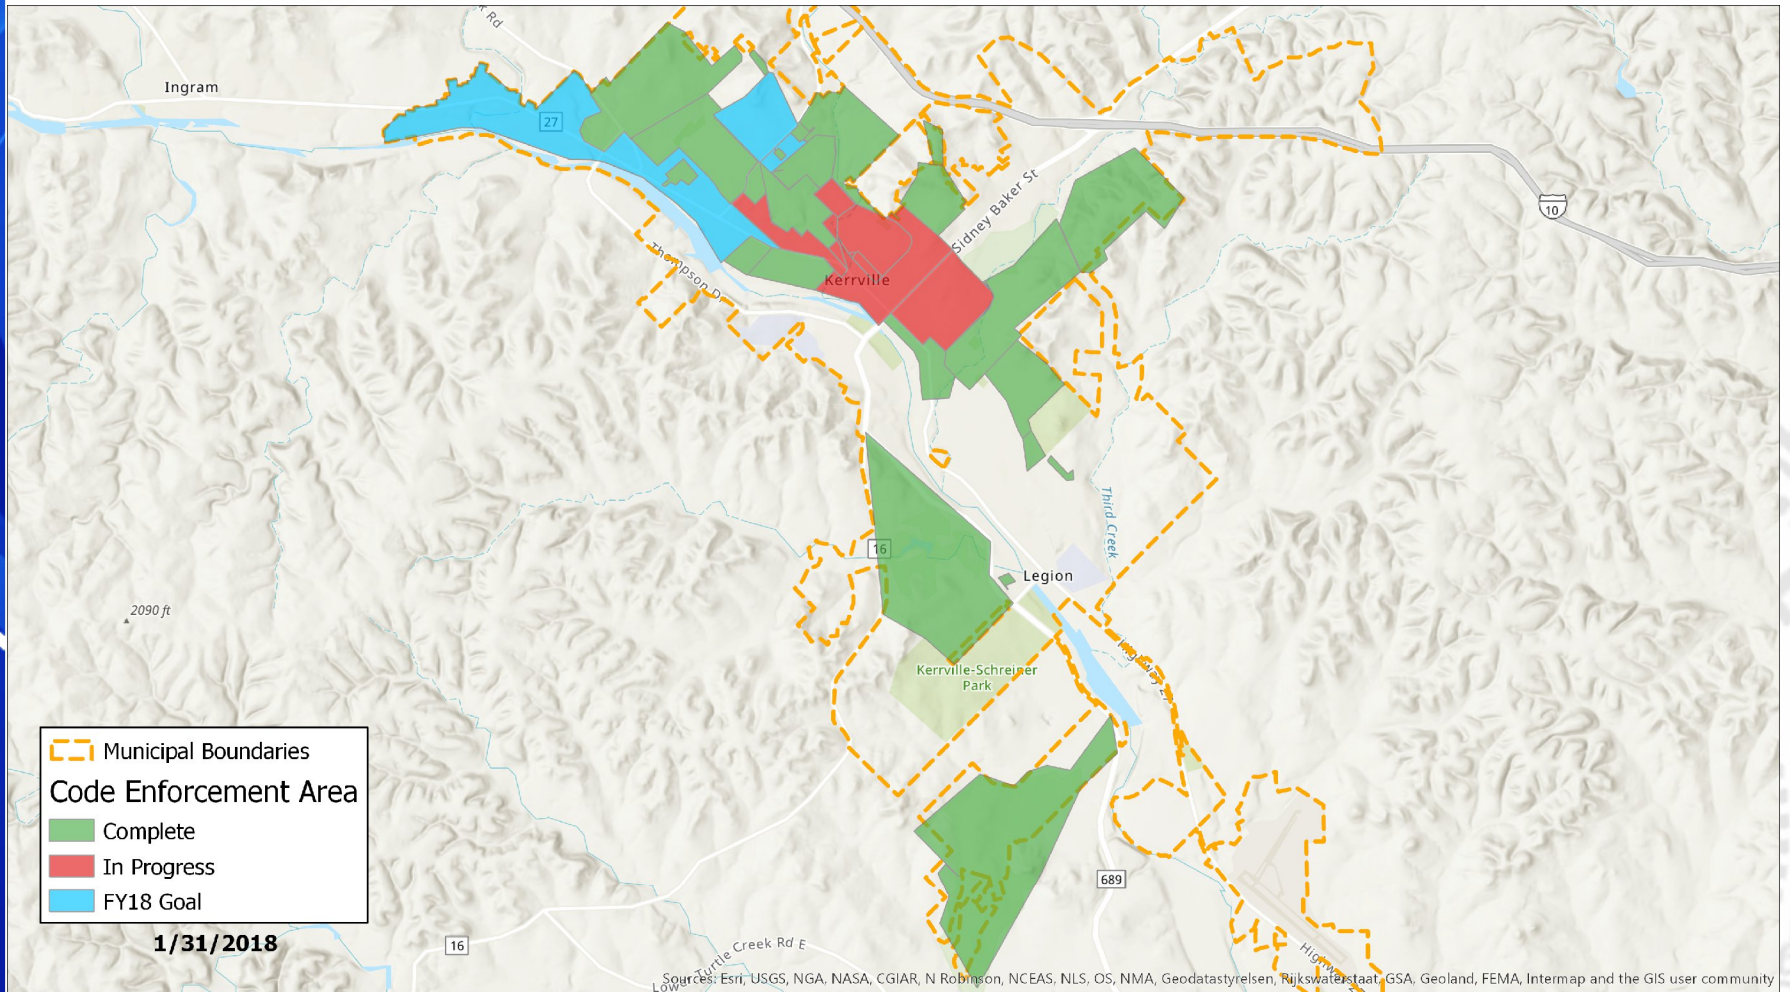 k Rd
Ingram
27
10
Sidney Baker St
Thompson D
Kerrville
Third Creek
16
Legion
2090 ft
Kerrville-Schreiner
Park
Municipal Boundaries
Code Enforcement Area
Complete
In Progress
FY18 Goal
1/31/2018
689
16
Turtle Creek Rd E
Sources: Esri, USGS, NGA, NASA, CGIAR, N Robinson, NCEAS, NLS, OS, NMA, Geodatastyrelsen, Rijkswaterstaat, GSA, Geoland, FEMA, Intermap and the GIS user community